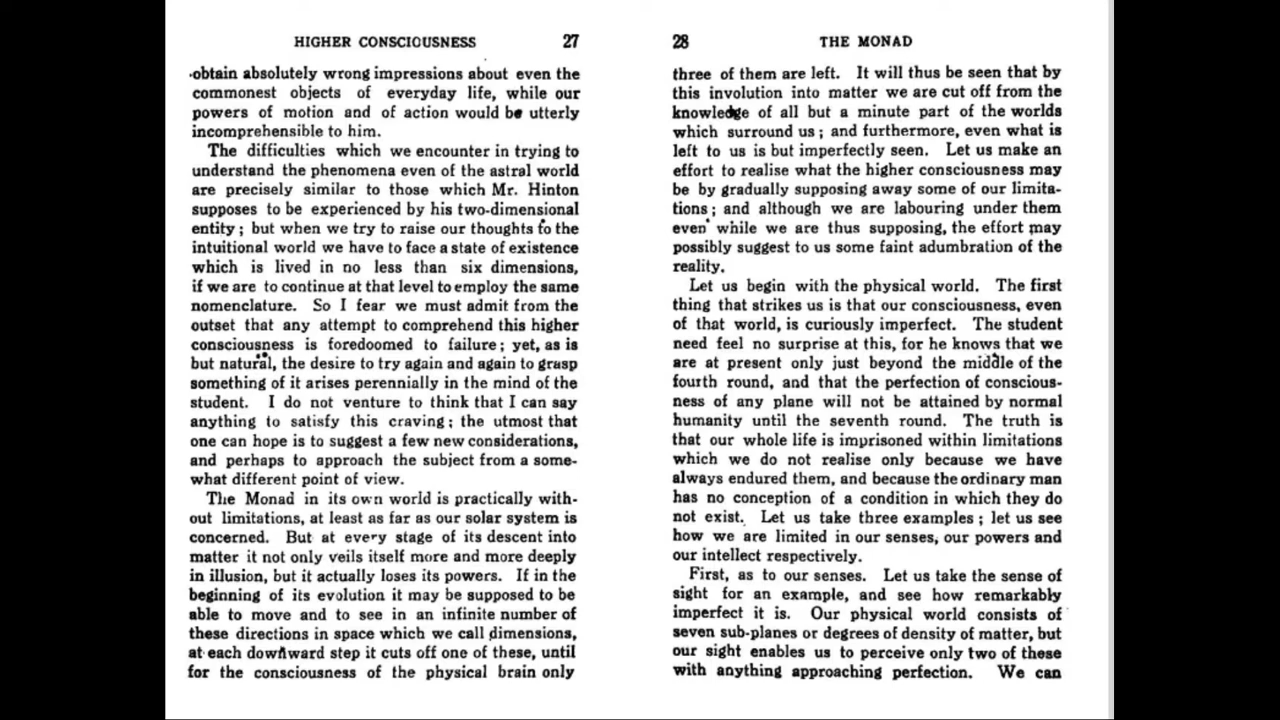 HIGHER CONSCIOUSNESS 27
obtain absolutely wrong impressions about even the
commonest objects of everyday life, while our
powers of motion and of action would be utterly
incomprehensible to him.
The difficulties which we encounter in trying to
understand the phenomena even of the astral world
are precisely similar to those which Mr. Hinton
supposes to be experienced by his two-dimensional
entity; but when we try to raise our thoughts to the
intuitional world we have to face a state of existence
which is lived in no less than six dimensions,
if we are to continue at that level to employ the same
nomenclature. So I fear we must admit from the
outset that any attempt to comprehend this higher
consciousness is foredoomed to failure; yet, as is
but natural, the desire to try again and again to grasp
something of it arises perennially in the mind of the
student. I do not venture to think that I can say
anything to satisfy this craving; the utmost that
one can hope is to suggest a few new considerations,
and perhaps to approach the subject from a some-
what different point of view.
The Monad in its own world is practically with-
out limitations, at least as far as our solar system is
concerned. But at every stage of its descent into
matter it not only veils itself more and more deeply
in illusion, but it actually loses its powers. If in the
beginning of its evolution it may be supposed to be
able to move and to see in an infinite number of
these directions in space which we call dimensions,
at each downward step it cuts off one of these, until
for the consciousness of the physical brain only
28 THE MONAD
three of them are left. It will thus be seen that by
this involution into matter we are cut off from the
knowledge of all but a minute part of the worlds
which surround us; and furthermore, even what is
left to us is but imperfectly seen. Let us make an
effort to realise what the higher consciousness may
be by gradually supposing away some of our limita-
tions; and although we are labouring under them
even while we are thus supposing, the effort may
possibly suggest to us some faint adumbration of the
reality.
Let us begin with the physical world. The first
thing that strikes us is that our consciousness, even
of that world, is curiously imperfect. The student
need feel no surprise at this, for he knows that we
are at present only just beyond the middle of the
fourth round, and that the perfection of conscious-
ness of any plane will not be attained by normal
humanity until the seventh round. The truth is
that our whole life is imprisoned within limitations
which we do not realise only because we have
always endured them, and because the ordinary man
has no conception of a condition in which they do
not exist. Let us take three examples; let us see
how we are limited in our senses, our powers and
our intellect respectively.
First, as to our senses. Let us take the sense of
sight for an example, and see how remarkably
imperfect it is. Our physical world consists of
seven sub-planes or degrees of density of matter, but
our sight enables us to perceive only two of these
with anything approaching perfection. We can